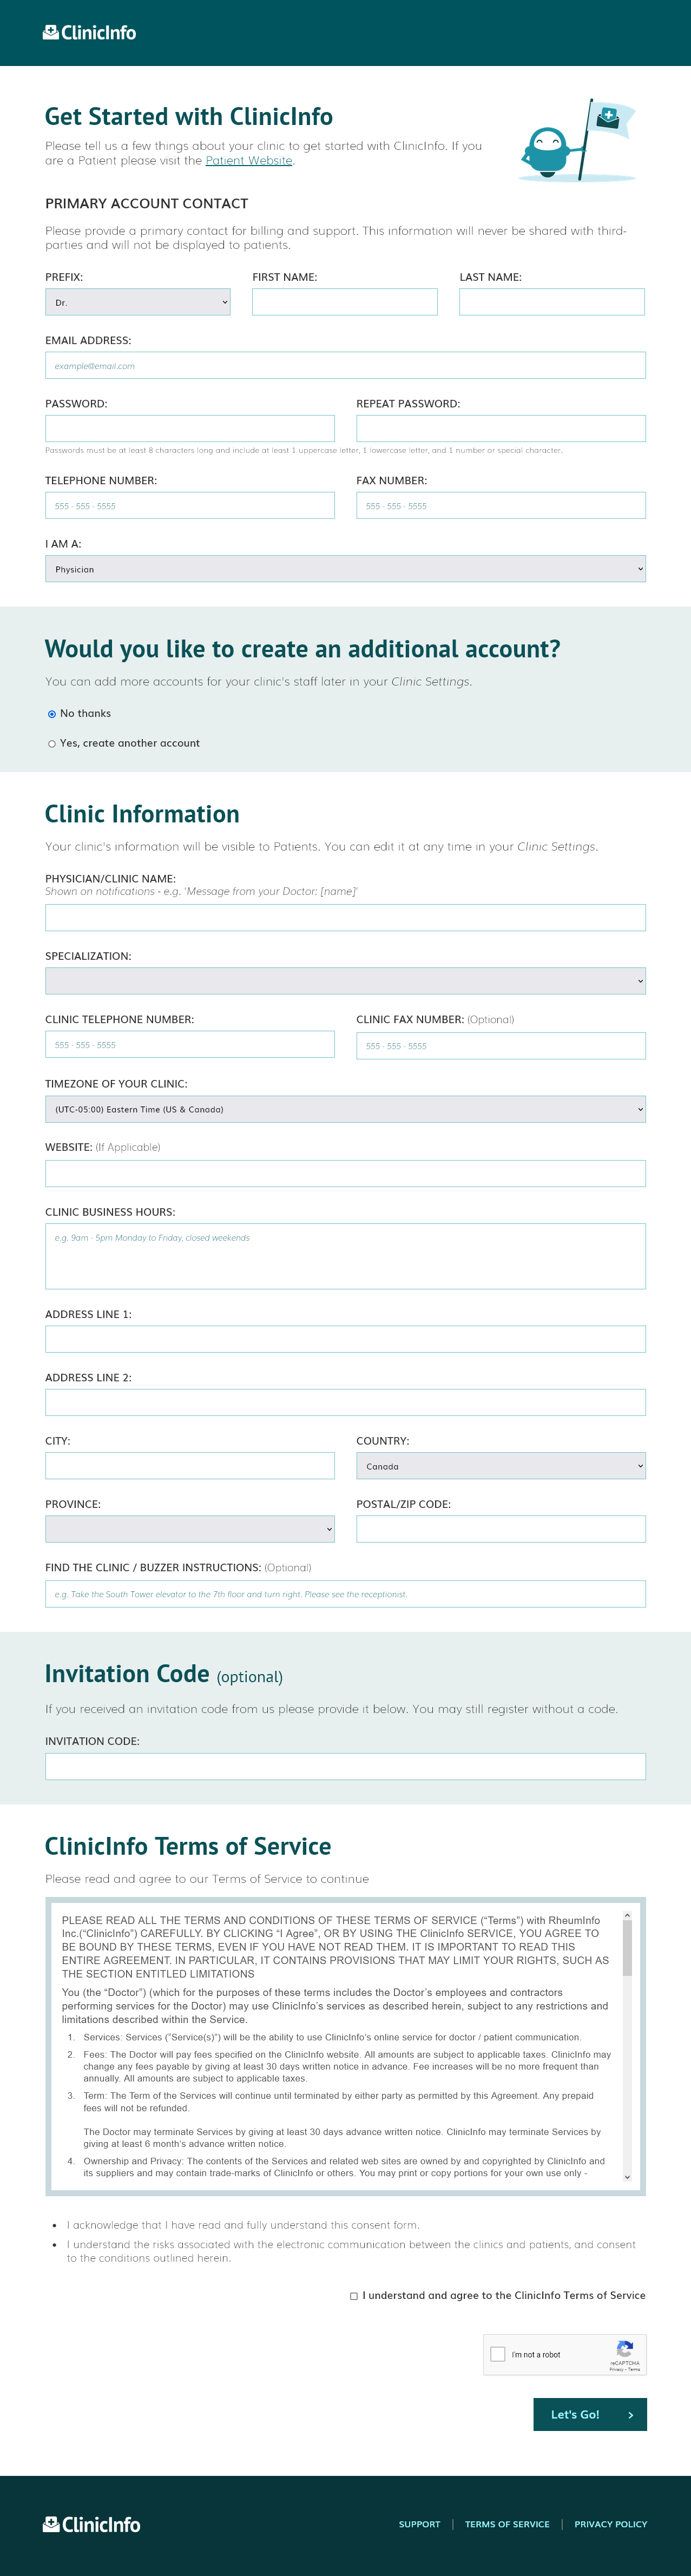 ClinicInfo
Get Started with ClinicInfo
Please tell us a few things about your clinic to get started with ClinicInfo. If you
are a Patient please visit the Patient Website.
PRIMARY ACCOUNT CONTACT
Please provide a primary contact for billing and support. This information will never be shared with third-
parties and will not be displayed to patients.
PREFIX: FIRST NAME: LAST NAME:
Dr.
EMAIL ADDRESS:
example@email.com
PASSWORD: REPEAT PASSWORD:
Passwords must be at least 8 characters long and include at least 1 uppercase letter, 1 lowercase letter, and 1 number or special character.
TELEPHONE NUMBER: FAX NUMBER:
555 - 555 - 5555 555 - 555 - 5555
I AM A:
Physician
Would you like to create an additional account?
You can add more accounts for your clinic's staff later in your Clinic Settings.
No thanks
Yes, create another account
Clinic Information
Your clinic's information will be visible to Patients. You can edit it at any time in your Clinic Settings.
PHYSICIAN/CLINIC NAME:
Shown on notifications - e.g. 'Message from your Doctor: [name]'
SPECIALIZATION:
CLINIC TELEPHONE NUMBER: CLINIC FAX NUMBER: (Optional)
555 - 555 - 5555 555 - 555 - 5555
TIMEZONE OF YOUR CLINIC:
(UTC-05:00) Eastern Time (US & Canada)
WEBSITE: (If Applicable)
CLINIC BUSINESS HOURS:
e.g. 9am - 5pm Monday to Friday, closed weekends
ADDRESS LINE 1:
ADDRESS LINE 2:
CITY: COUNTRY:
Canada
PROVINCE: POSTAL/ZIP CODE:
FIND THE CLINIC / BUZZER INSTRUCTIONS: (Optional)
e.g. Take the South Tower elevator to the 7th floor and turn right. Please see the receptionist.
Invitation Code (optional)
If you received an invitation code from us please provide it below. You may still register without a code.
INVITATION CODE:
ClinicInfo Terms of Service
Please read and agree to our Terms of Service to continue
PLEASE READ ALL THE TERMS AND CONDITIONS OF THESE TERMS OF SERVICE (“Terms”) with RheumInfo
Inc.(“ClinicInfo”) CAREFULLY. BY CLICKING “I Agree”, OR BY USING THE ClinicInfo SERVICE, YOU AGREE TO
BE BOUND BY THESE TERMS, EVEN IF YOU HAVE NOT READ THEM. IT IS IMPORTANT TO READ THIS
ENTIRE AGREEMENT. IN PARTICULAR, IT CONTAINS PROVISIONS THAT MAY LIMIT YOUR RIGHTS, SUCH AS
THE SECTION ENTITLED LIMITATIONS
You (the “Doctor”) (which for the purposes of these terms includes the Doctor’s employees and contractors
performing services for the Doctor) may use ClinicInfo’s services as described herein, subject to any restrictions and
limitations described within the Service.
1. Services: Services (“Service(s)”) will be the ability to use ClinicInfo’s online service for doctor / patient communication.
2. Fees: The Doctor will pay fees specified on the ClinicInfo website. All amounts are subject to applicable taxes. ClinicInfo may
change any fees payable by giving at least 30 days written notice in advance. Fee increases will be no more frequent than
annually. All amounts are subject to applicable taxes.
3. Term: The Term of the Services will continue until terminated by either party as permitted by this Agreement. Any prepaid
fees will not be refunded.
The Doctor may terminate Services by giving at least 30 days advance written notice. ClinicInfo may terminate Services by
giving at least 6 month’s advance written notice.
4. Ownership and Privacy: The contents of the Services and related web sites are owned by and copyrighted by ClinicInfo and
its suppliers and may contain trade-marks of ClinicInfo or others. You may print or copy portions for your own use only -
• I acknowledge that I have read and fully understand this consent form.
• I understand the risks associated with the electronic communication between the clinics and patients, and consent
to the conditions outlined herein.
I understand and agree to the ClinicInfo Terms of Service
I'm not a robot
reCAPTCHA
Privacy - Terms
Let's Go!
ClinicInfo
SUPPORT | TERMS OF SERVICE | PRIVACY POLICY